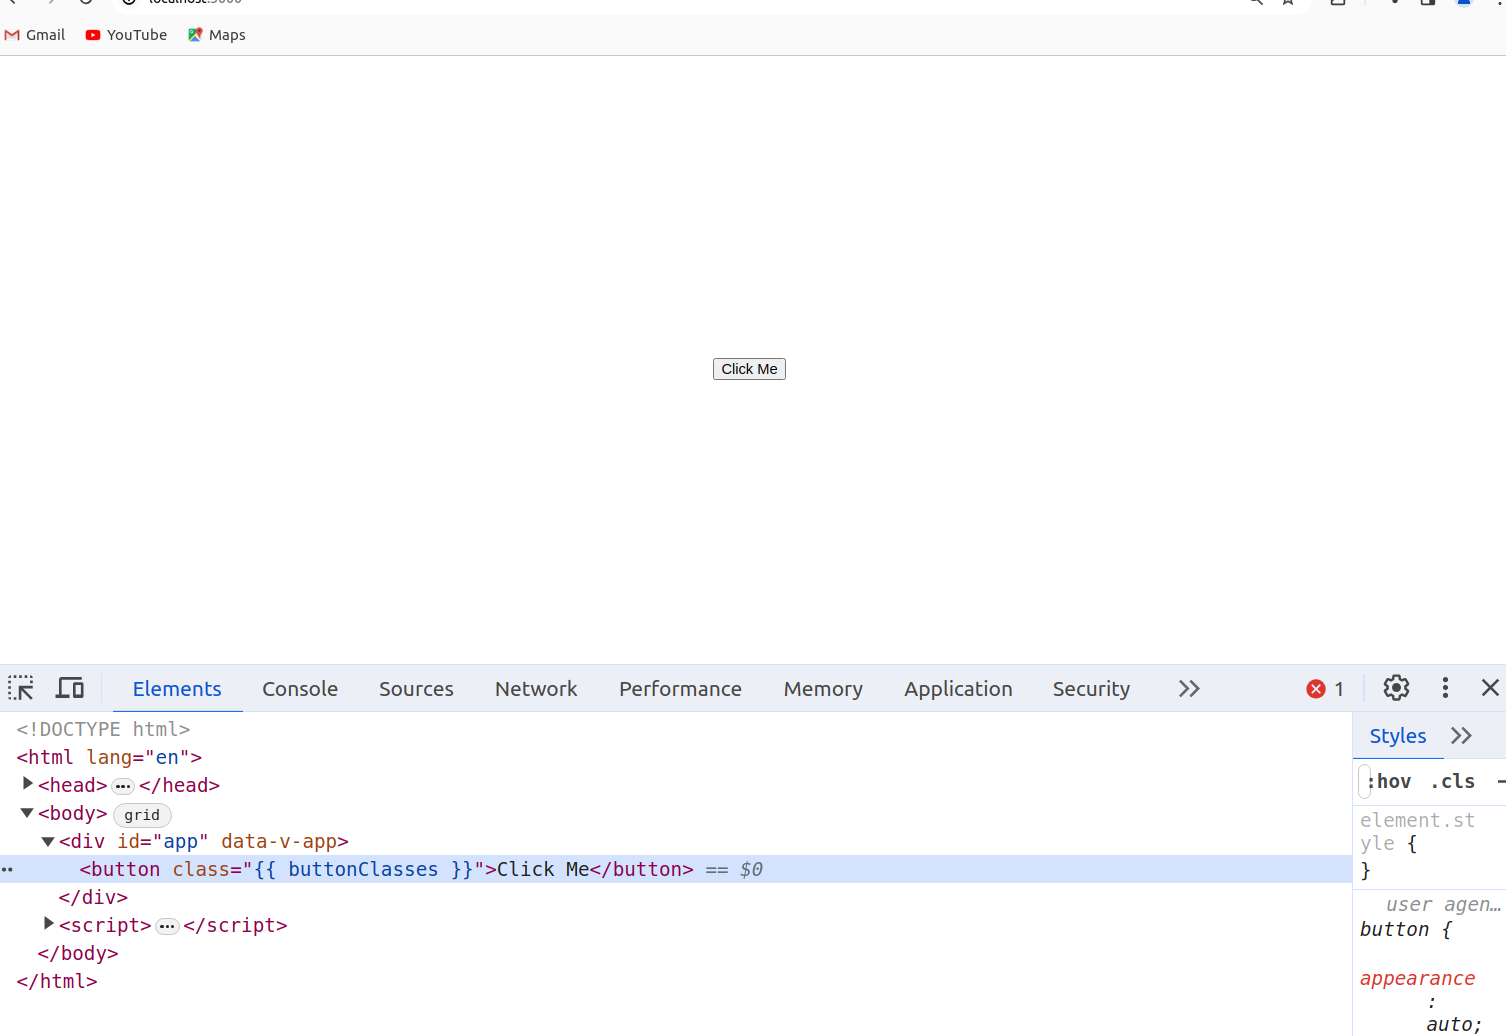 localhost:3000
Gmail YouTube Maps
Click Me
Elements Console Sources Network Performance Memory Application Security 1
<!DOCTYPE html>
<html lang="en">
<head> </head>
<body> grid
<div id="app" data-v-app>
<button class="{{ buttonClasses }}">Click Me</button> == $0
</div>
<script> </script>
</body>
</html>
Styles
:hov .cls
element.st
yle {
}
user agen…
button {
appearance
:
auto;